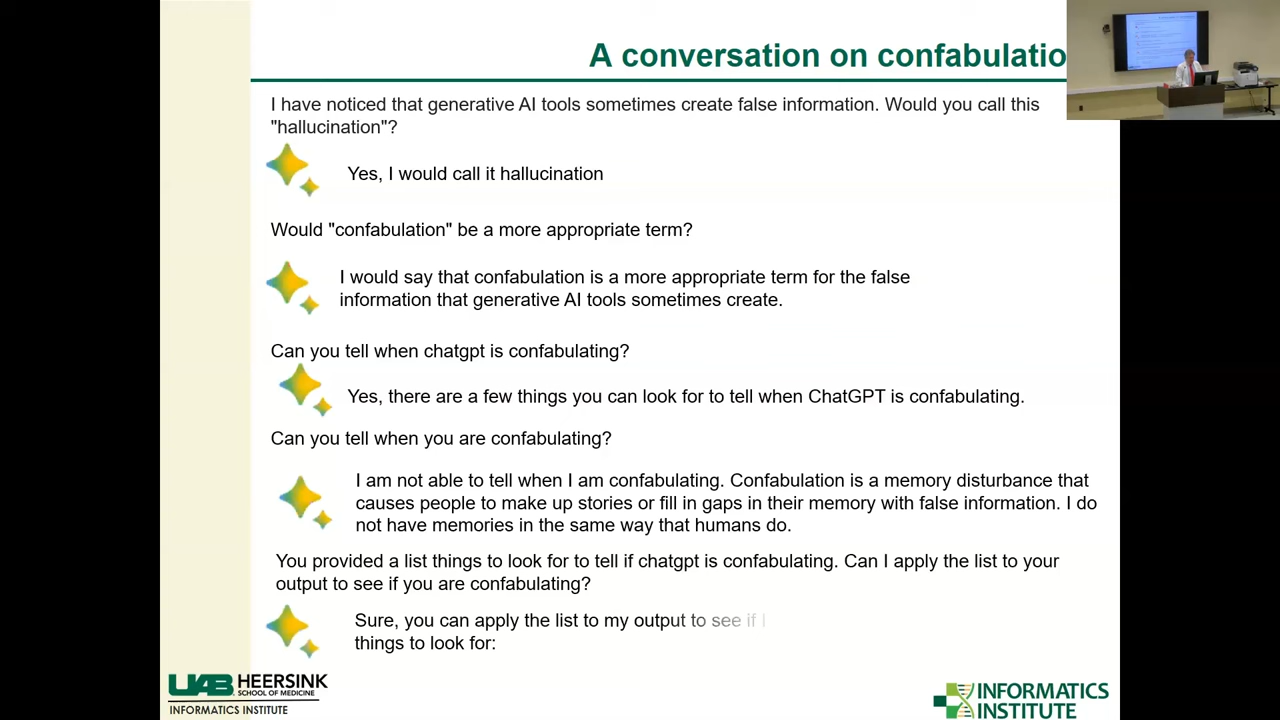 A conversation on confabulatio
I have noticed that generative AI tools sometimes create false information. Would you call this
"hallucination"?
Yes, I would call it hallucination
Would "confabulation" be a more appropriate term?
I would say that confabulation is a more appropriate term for the false
information that generative AI tools sometimes create.
Can you tell when chatgpt is confabulating?
Yes, there are a few things you can look for to tell when ChatGPT is confabulating.
Can you tell when you are confabulating?
I am not able to tell when I am confabulating. Confabulation is a memory disturbance that
causes people to make up stories or fill in gaps in their memory with false information. I do
not have memories in the same way that humans do.
You provided a list things to look for to tell if chatgpt is confabulating. Can I apply the list to your
output to see if you are confabulating?
Sure, you can apply the list to my output to see if I
things to look for:
UAB HEERSINK
SCHOOL OF MEDICINE
INFORMATICS INSTITUTE
INFORMATICS
INSTITUTE